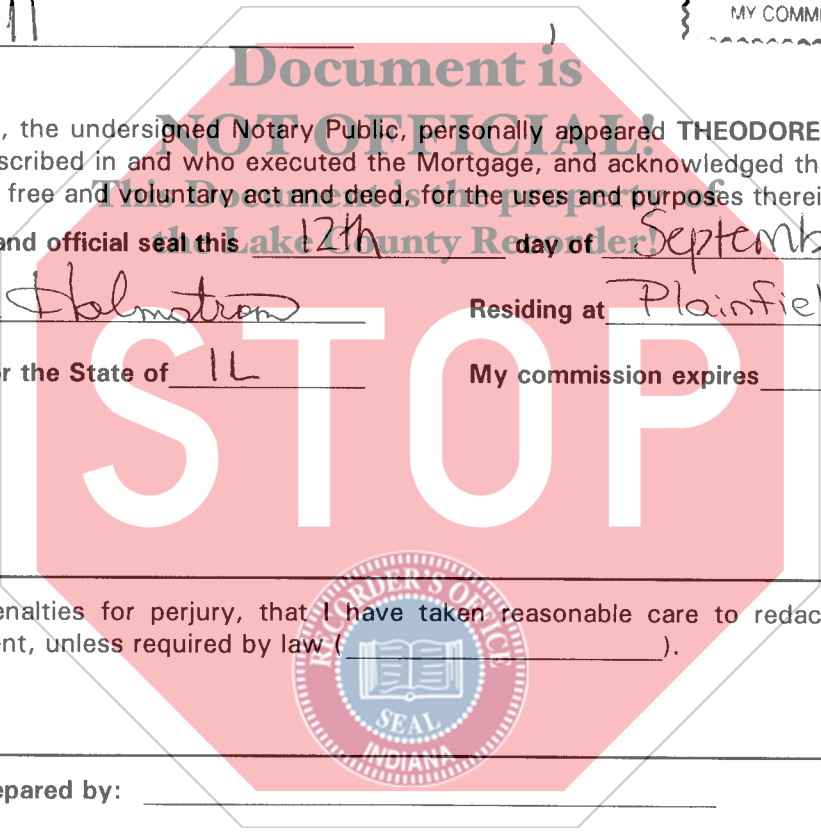 MY COMM
)
Document is
NOT OFFICIAL!
, the undersigned Notary Public, personally appeared THEODORE
scribed in and who executed the Mortgage, and acknowledged th
This Document is the property of
free and voluntary act and deed, for the uses and purposes therei
the Lake County Recorder!
and official seal this 12th day of Septemb
Holmstrom Residing at Plainfiel
r the State of IL My commission expires
STOP
enalties for perjury, that I have taken reasonable care to redac
ent, unless required by law ( ).
RECORDER'S OFFICE
SEAL
INDIANA
epared by: